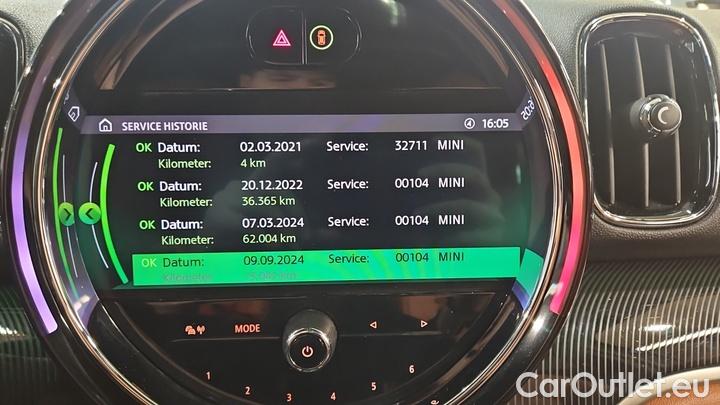 SERVICE HISTORIE
16:05
OK Datum: 02.03.2021 Service: 32711 MINI
Kilometer: 4 km
OK Datum: 20.12.2022 Service: 00104 MINI
Kilometer: 36.365 km
OK Datum: 07.03.2024 Service: 00104 MINI
Kilometer: 62.004 km
OK Datum: 09.09.2024 Service: 00104 MINI
Kilometer:
MODE
1 2 3 4 5 6
CarOutlet.eu